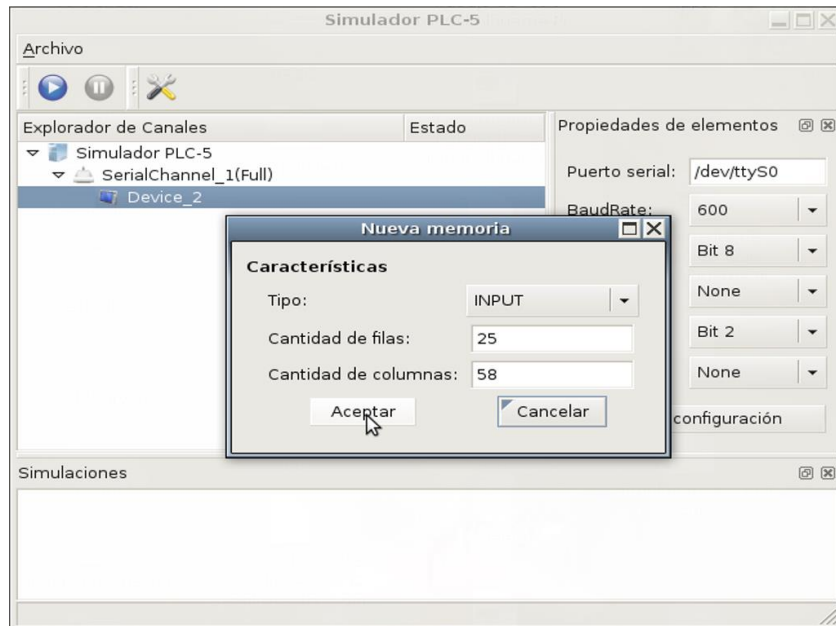 Simulador PLC-5
Archivo
Explorador de Canales Estado
Simulador PLC-5
SerialChannel_1(Full)
Device_2
Propiedades de elementos
Puerto serial: /dev/ttyS0
BaudRate: 600
Bit 8
None
Bit 2
None
configuración
Nueva memoria
Características
Tipo: INPUT
Cantidad de filas: 25
Cantidad de columnas: 58
Aceptar Cancelar
Simulaciones